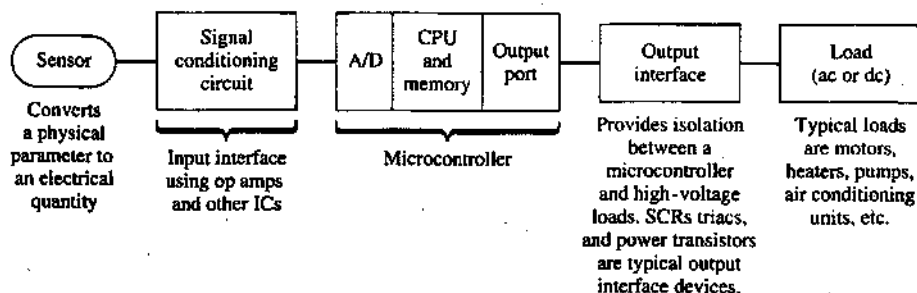 Sensor
Converts
a physical
parameter to
an electrical
quantity
Signal
conditioning
circuit
Input interface
using op amps
and other ICs
A/D
CPU
and
memory
Output
port
Microcontroller
Output
interface
Provides isolation
between a
microcontroller
and high-voltage
loads. SCRs triacs,
and power transistors
are typical output
interface devices.
Load
(ac or dc)
Typical loads
are motors,
heaters, pumps,
air conditioning
units, etc.